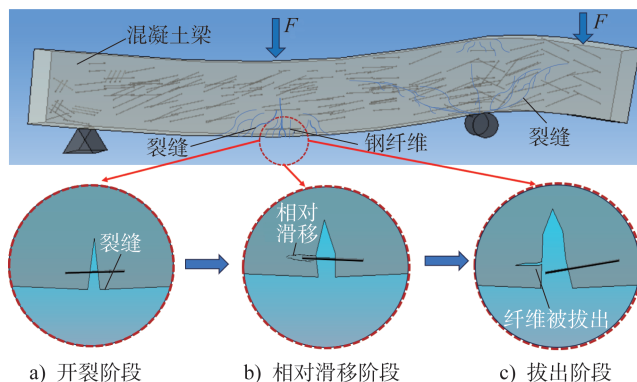 F
F
混凝土梁
裂缝
钢纤维
裂缝
相对
滑移
裂缝
纤维被拔出
a) 开裂阶段
b) 相对滑移阶段
c) 拔出阶段